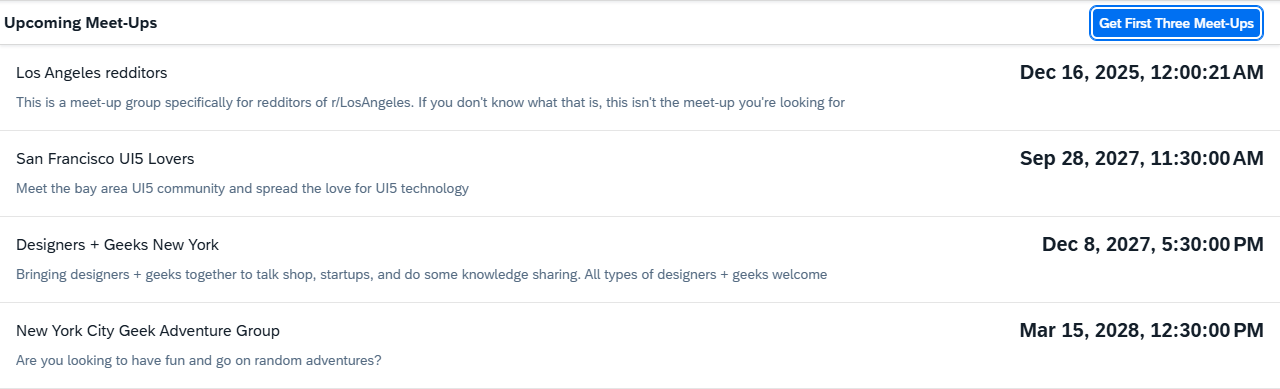 Upcoming Meet-Ups
Get First Three Meet-Ups
Los Angeles redditors
Dec 16, 2025, 12:00:21 AM
This is a meet-up group specifically for redditors of r/LosAngeles. If you don't know what that is, this isn't the meet-up you're looking for
San Francisco UI5 Lovers
Sep 28, 2027, 11:30:00 AM
Meet the bay area UI5 community and spread the love for UI5 technology
Designers + Geeks New York
Dec 8, 2027, 5:30:00 PM
Bringing designers + geeks together to talk shop, startups, and do some knowledge sharing. All types of designers + geeks welcome
New York City Geek Adventure Group
Mar 15, 2028, 12:30:00 PM
Are you looking to have fun and go on random adventures?